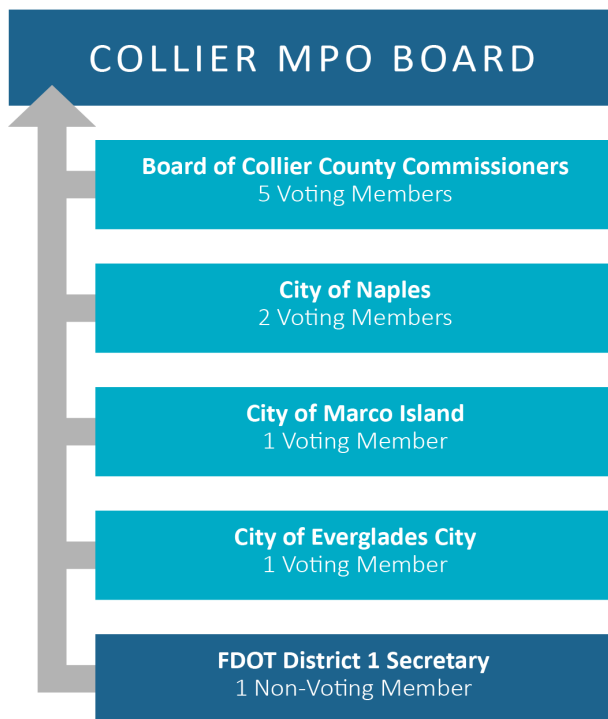 COLLIER MPO BOARD
Board of Collier County Commissioners
5 Voting Members
City of Naples
2 Voting Members
City of Marco Island
1 Voting Member
City of Everglades City
1 Voting Member
FDOT District 1 Secretary
1 Non-Voting Member